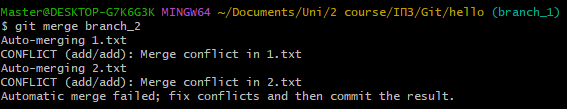 Master@DESKTOP-G7K6G3K MINGW64 ~/Documents/Uni/2 course/ІПЗ/Git/hello (branch_1)
$ git merge branch_2
Auto-merging 1.txt
CONFLICT (add/add): Merge conflict in 1.txt
Auto-merging 2.txt
CONFLICT (add/add): Merge conflict in 2.txt
Automatic merge failed; fix conflicts and then commit the result.